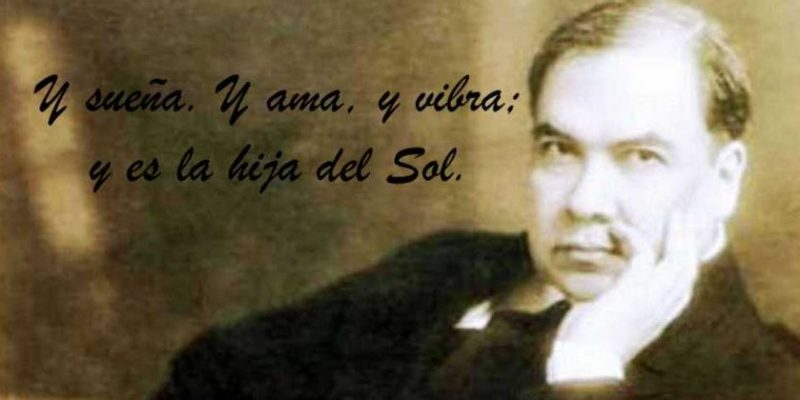 Y sueña. Y ama, y vibra;
y es la hija del Sol.